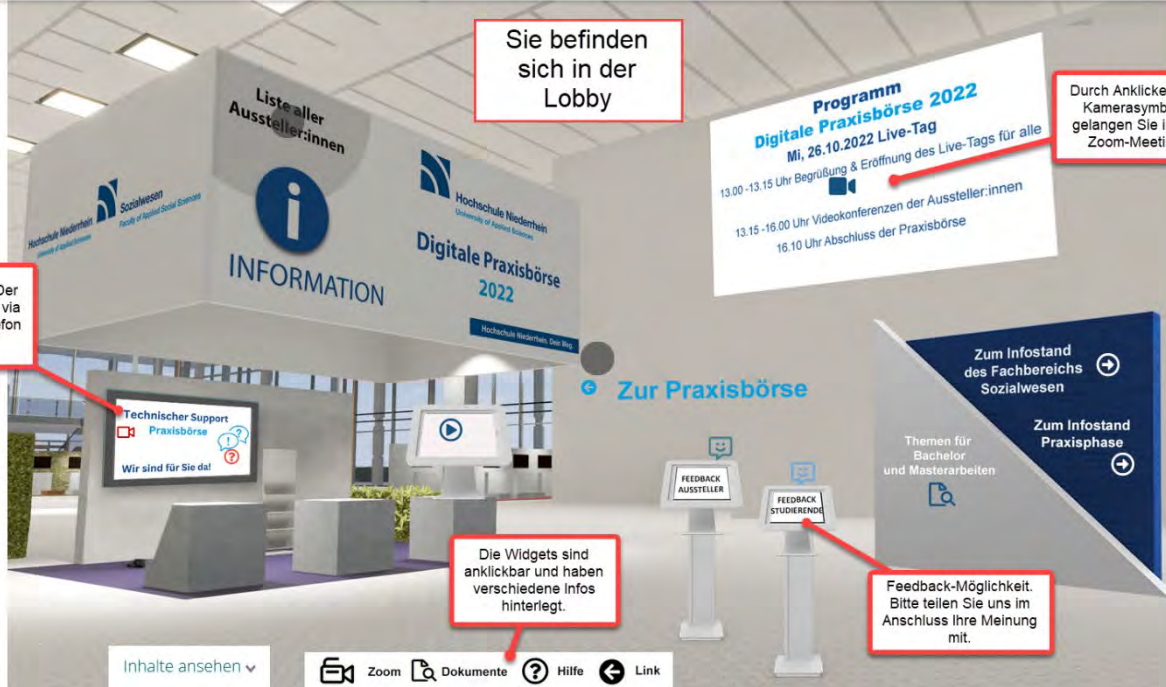 Sie befinden
sich in der
Lobby
Liste aller
Aussteller:innen
Hochschule Niederrhein
University of Applied Sciences
Sozialwesen
Faculty of Applied Social Sciences
i
INFORMATION
Hochschule Niederrhein
University of Applied Sciences
Digitale Praxisbörse
2022
Hochschule Niederrhein. Dein Weg.
Programm
Digitale Praxisbörse 2022
Mi, 26.10.2022 Live-Tag
13.00 -13.15 Uhr Begrüßung & Eröffnung des Live-Tags für alle
13.15 -16.00 Uhr Videokonferenzen der Aussteller:innen
16.10 Uhr Abschluss der Praxisbörse
Durch Anklicke
Kamerasymb
gelangen Sie i
Zoom-Meeti
Der
via
efon
Technischer Support
Praxisbörse
Wir sind für Sie da!
Zur Praxisbörse
Zum Infostand
des Fachbereichs
Sozialwesen
Zum Infostand
Praxisphase
Themen für
Bachelor
und Masterarbeiten
FEEDBACK
AUSSTELLER
FEEDBACK
STUDIERENDE
Die Widgets sind
anklickbar und haben
verschiedene Infos
hinterlegt.
Feedback-Möglichkeit.
Bitte teilen Sie uns im
Anschluss Ihre Meinung
mit.
Inhalte ansehen
Zoom Dokumente ? Hilfe Link